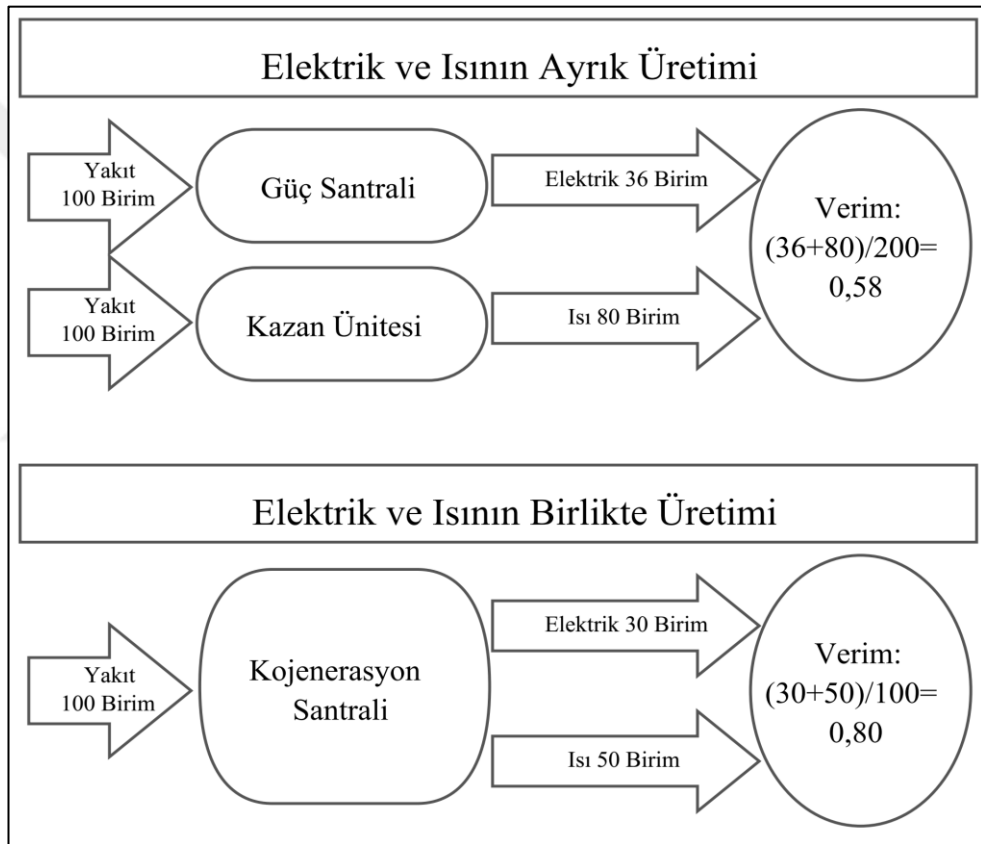 Elektrik ve Isının Ayrık Üretimi
Yakıt
100 Birim
Güç Santrali
Elektrik 36 Birim
Yakıt
100 Birim
Kazan Ünitesi
Isı 80 Birim
Verim:
(36+80)/200=
0,58
Elektrik ve Isının Birlikte Üretimi
Yakıt
100 Birim
Kojenerasyon
Santrali
Elektrik 30 Birim
Isı 50 Birim
Verim:
(30+50)/100=
0,80